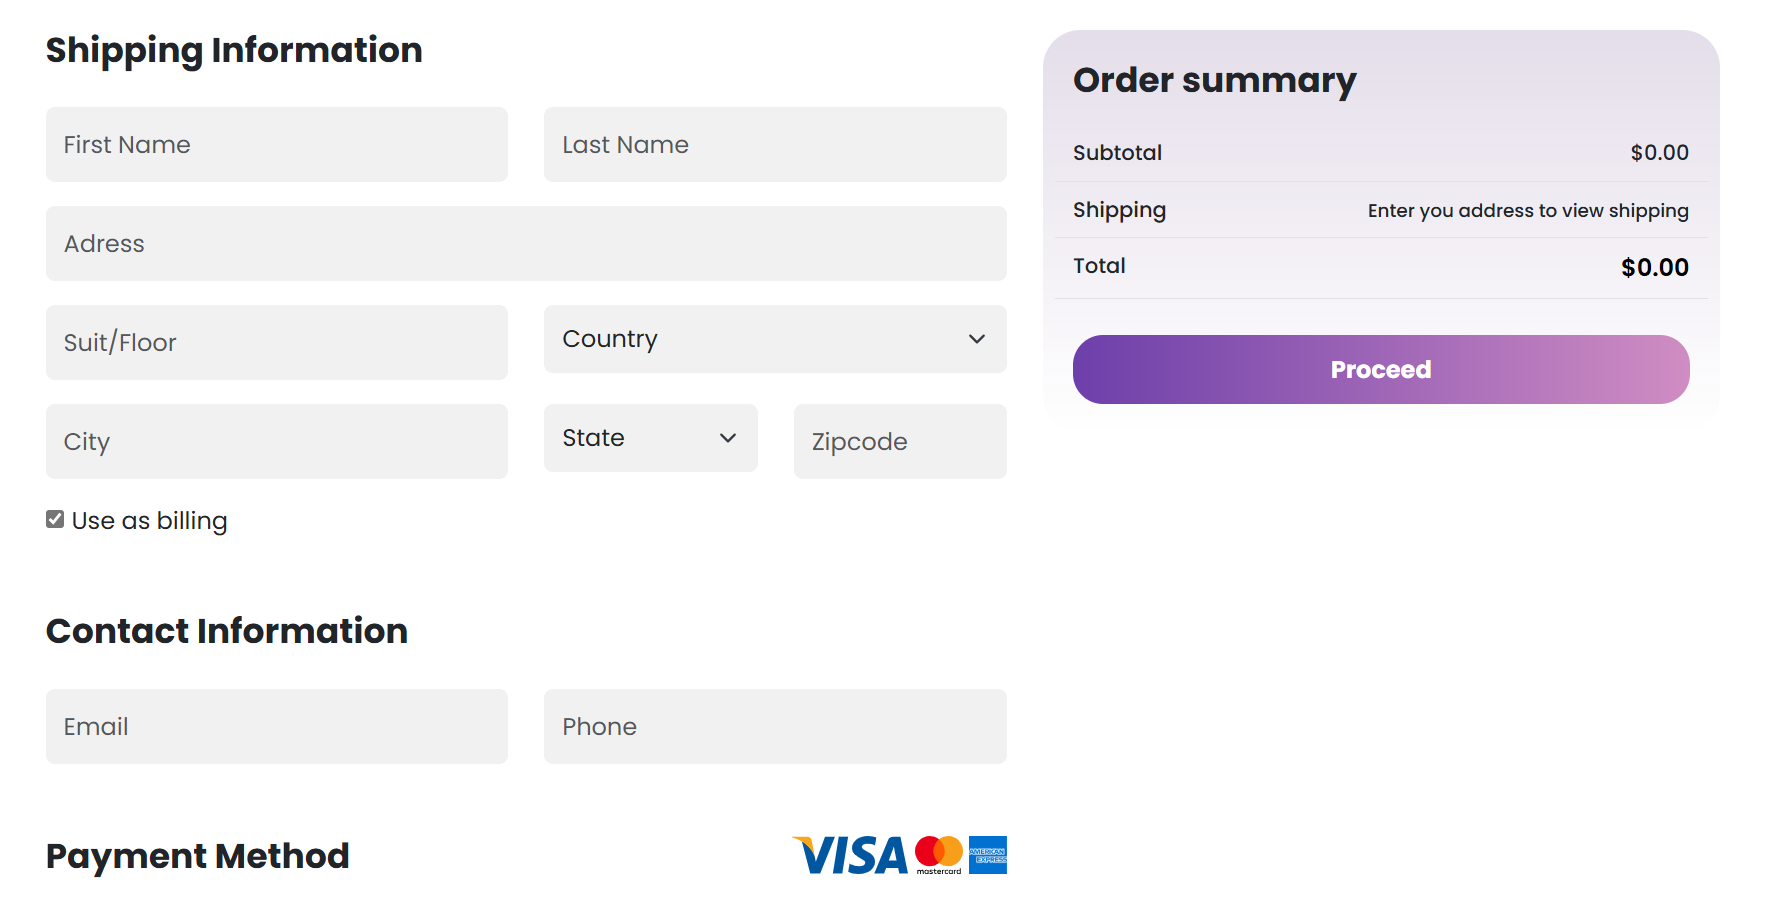 Shipping Information
First Name
Last Name
Adress
Suit/Floor
Country
City
State
Zipcode
Use as billing
Contact Information
Email
Phone
Payment Method
VISA
mastercard
AMERICAN
EXPRESS
Order summary
Subtotal
$0.00
Shipping
Enter you address to view shipping
Total
$0.00
Proceed